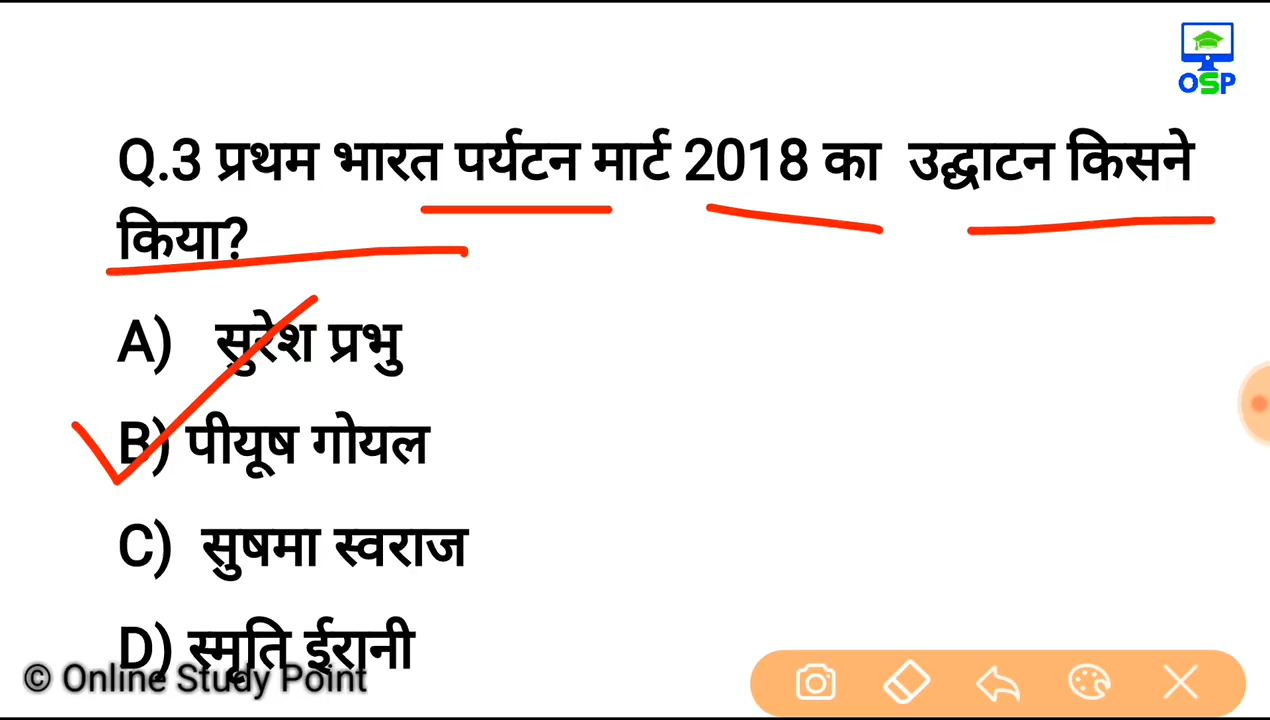 OSP
Q.3 प्रथम भारत पर्यटन मार्ट 2018 का उद्घाटन किसने
किया?
A) सुरेश प्रभु
B) पीयूष गोयल
C) सुषमा स्वराज
D) स्मृति ईरानी
© Online Study Point